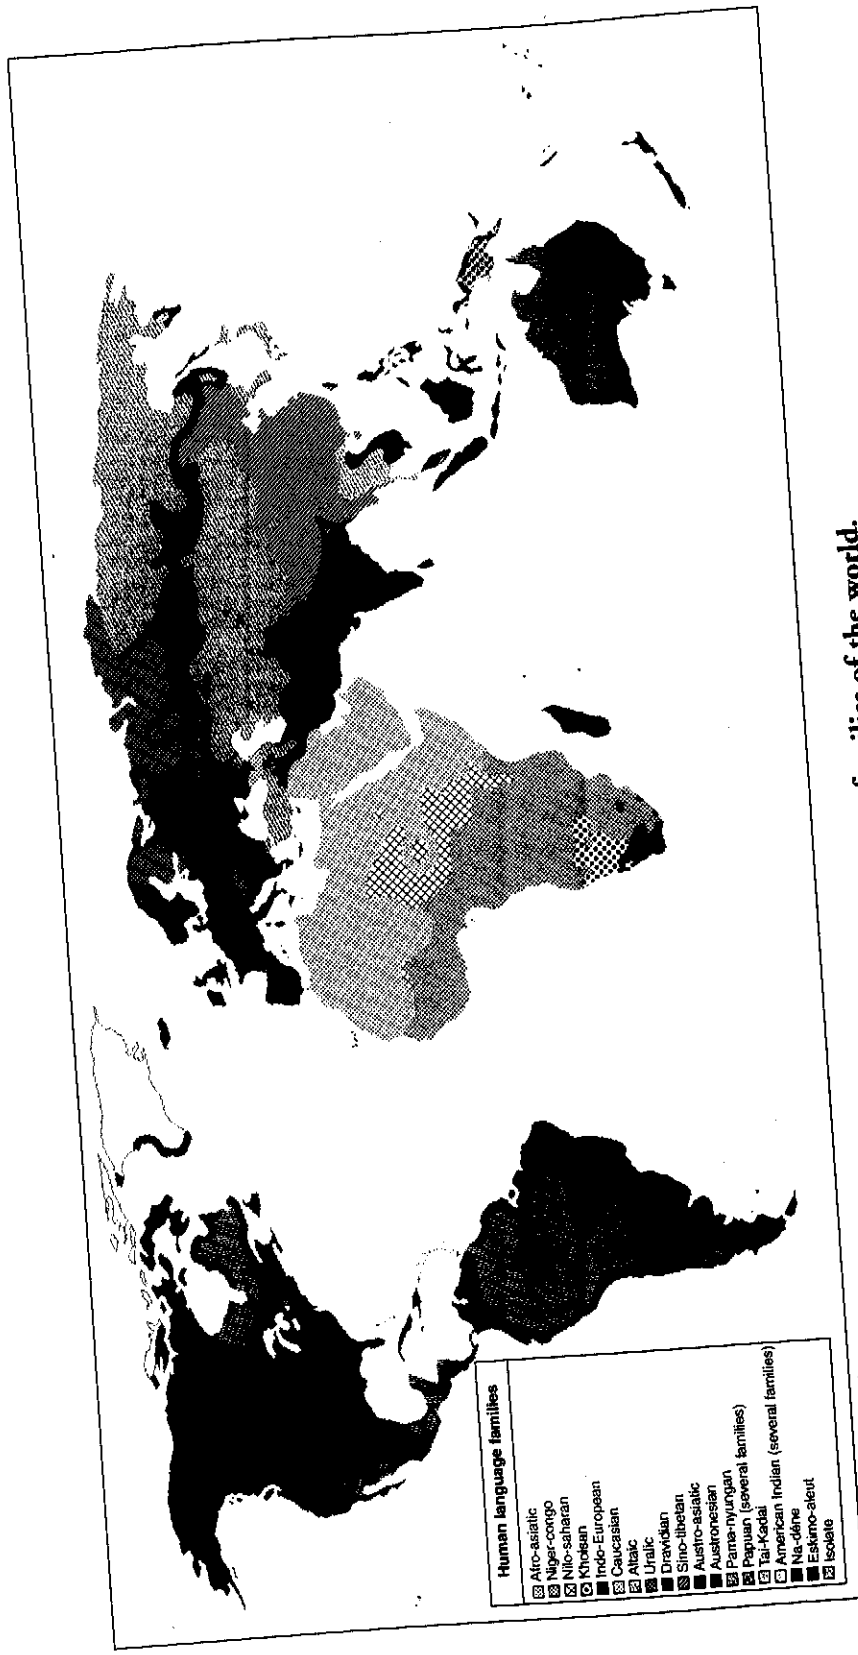 Human language families
Afro-asiatic
Niger-congo
Nilo-saharan
Khoisan
Indo-European
Caucasian
Altaic
Uralic
Dravidian
Sino-tibetan
Austro-asiatic
Austronesian
Pama-nyungan
Papuan (several families)
Tai-Kadai
American Indian (several families)
Na-déne
Eskimo-aleut
Isolate
of the world.